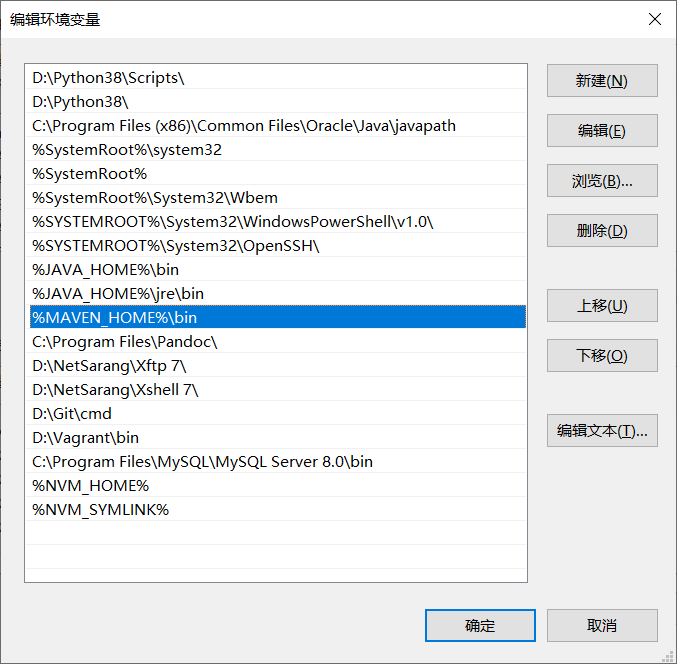 编辑环境变量
D:\Python38\Scripts\
D:\Python38\
C:\Program Files (x86)\Common Files\Oracle\Java\javapath
%SystemRoot%\system32
%SystemRoot%
%SystemRoot%\System32\Wbem
%SYSTEMROOT%\System32\WindowsPowerShell\v1.0\
%SYSTEMROOT%\System32\OpenSSH\
%JAVA_HOME%\bin
%JAVA_HOME%\jre\bin
%MAVEN_HOME%\bin
C:\Program Files\Pandoc\
D:\NetSarang\Xftp 7\
D:\NetSarang\Xshell 7\
D:\Git\cmd
D:\Vagrant\bin
C:\Program Files\MySQL\MySQL Server 8.0\bin
%NVM_HOME%
%NVM_SYMLINK%
新建(N)
编辑(E)
浏览(B)...
删除(D)
上移(U)
下移(O)
编辑文本(T)...
确定
取消